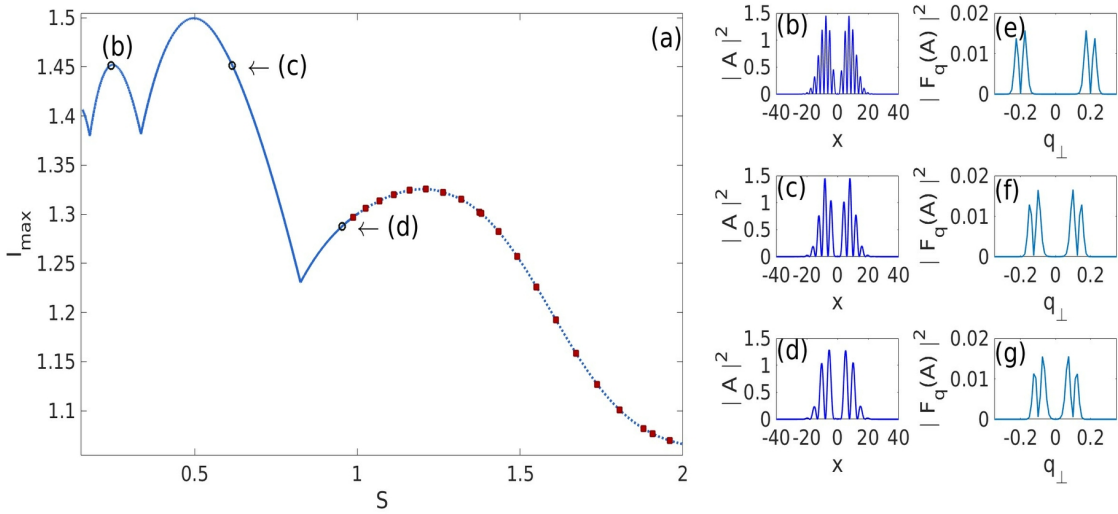 1.5
1.45
1.4
1.35
1.3
1.25
1.2
1.15
1.1
I_max
0.5
1
1.5
2
S
(a)
(b)
← (c)
← (d)
(b)
1.5
1
0.5
0
| A | 2
-40 -20 0 20 40
x
(e)
0.02
0.01
0
| F_q(A) | 2
-0.2 0 0.2
q_⊥
(c)
1.5
1
0.5
0
| A | 2
-40 -20 0 20 40
x
(f)
0.02
0.01
0
| F_q(A) | 2
-0.2 0 0.2
q_⊥
(d)
1.5
1
0.5
0
| A | 2
-40 -20 0 20 40
x
(g)
0.02
0.01
0
| F_q(A) | 2
-0.2 0 0.2
q_⊥